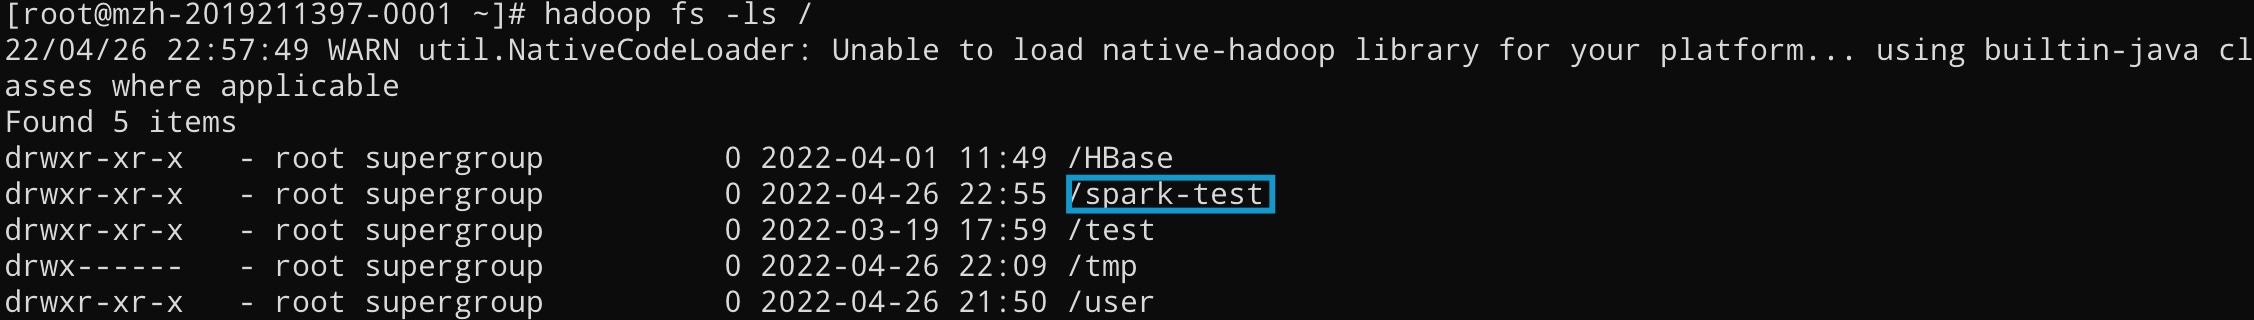 [root@mzh-2019211397-0001 ~]# hadoop fs -ls /
22/04/26 22:57:49 WARN util.NativeCodeLoader: Unable to load native-hadoop library for your platform... using builtin-java cl
asses where applicable
Found 5 items
drwxr-xr-x   - root supergroup          0 2022-04-01 11:49 /HBase
drwxr-xr-x   - root supergroup          0 2022-04-26 22:55 /spark-test
drwxr-xr-x   - root supergroup          0 2022-03-19 17:59 /test
drwx------   - root supergroup          0 2022-04-26 22:09 /tmp
drwxr-xr-x   - root supergroup          0 2022-04-26 21:50 /user